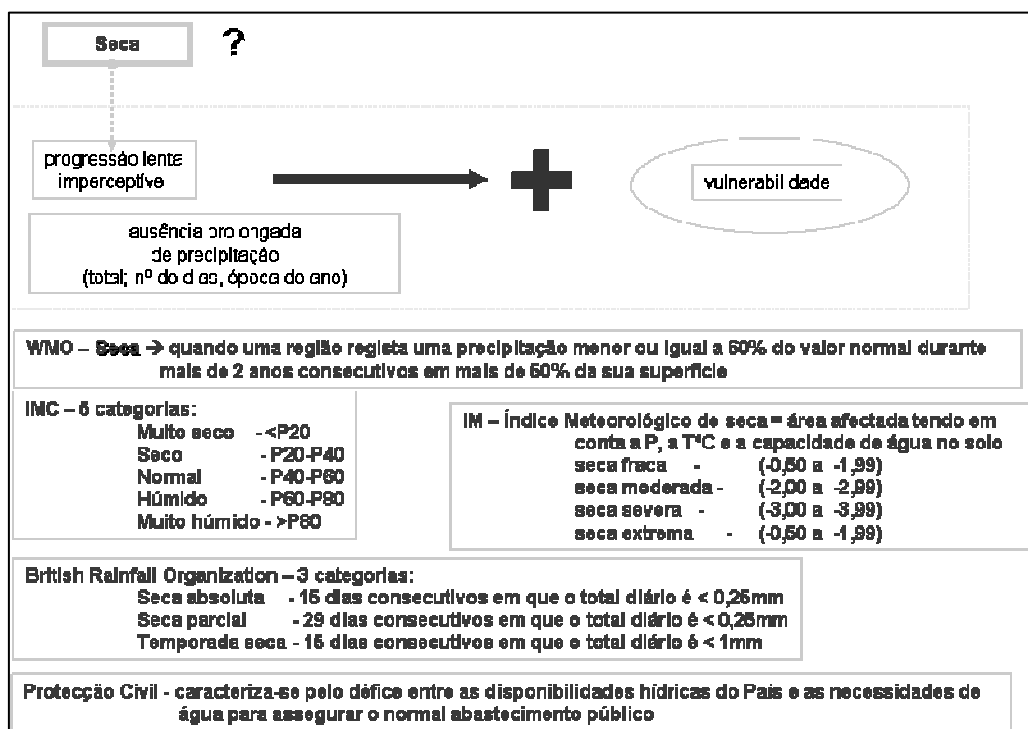 Seca ?
progressão lenta
imperceptíve
vulnerabil dade
ausência pro ongada
de precipitação
(total; nº do d as, época do ano)
WMO – Seca → quando uma região regista uma precipitação menor ou igual a 60% do valor normal durante
mais de 2 anos consecutivos em mais de 50% da sua superfície
IMC – 5 categorias:
Muito seco - <P20
Seco - P20-P40
Normal - P40-P60
Húmido - P60-P80
Muito húmido - >P80
IM – Índice Meteorológico de seca = área afectada tendo em
conta a P, a TºC e a capacidade de água no solo
seca fraca - (-0,50 a -1,99)
seca moderada - (-2,00 a -2,99)
seca severa - (-3,00 a -3,99)
seca extrema - (-0,50 a -1,99)
British Rainfall Organization – 3 categorias:
Seca absoluta - 15 dias consecutivos em que o total diário é < 0,25mm
Seca parcial - 29 dias consecutivos em que o total diário é < 0,25mm
Temporada seca - 15 dias consecutivos em que o total diário é < 1mm
Protecção Civil - caracteriza-se pelo défice entre as disponibilidades hídricas do País e as necessidades de
água para assegurar o normal abastecimento público